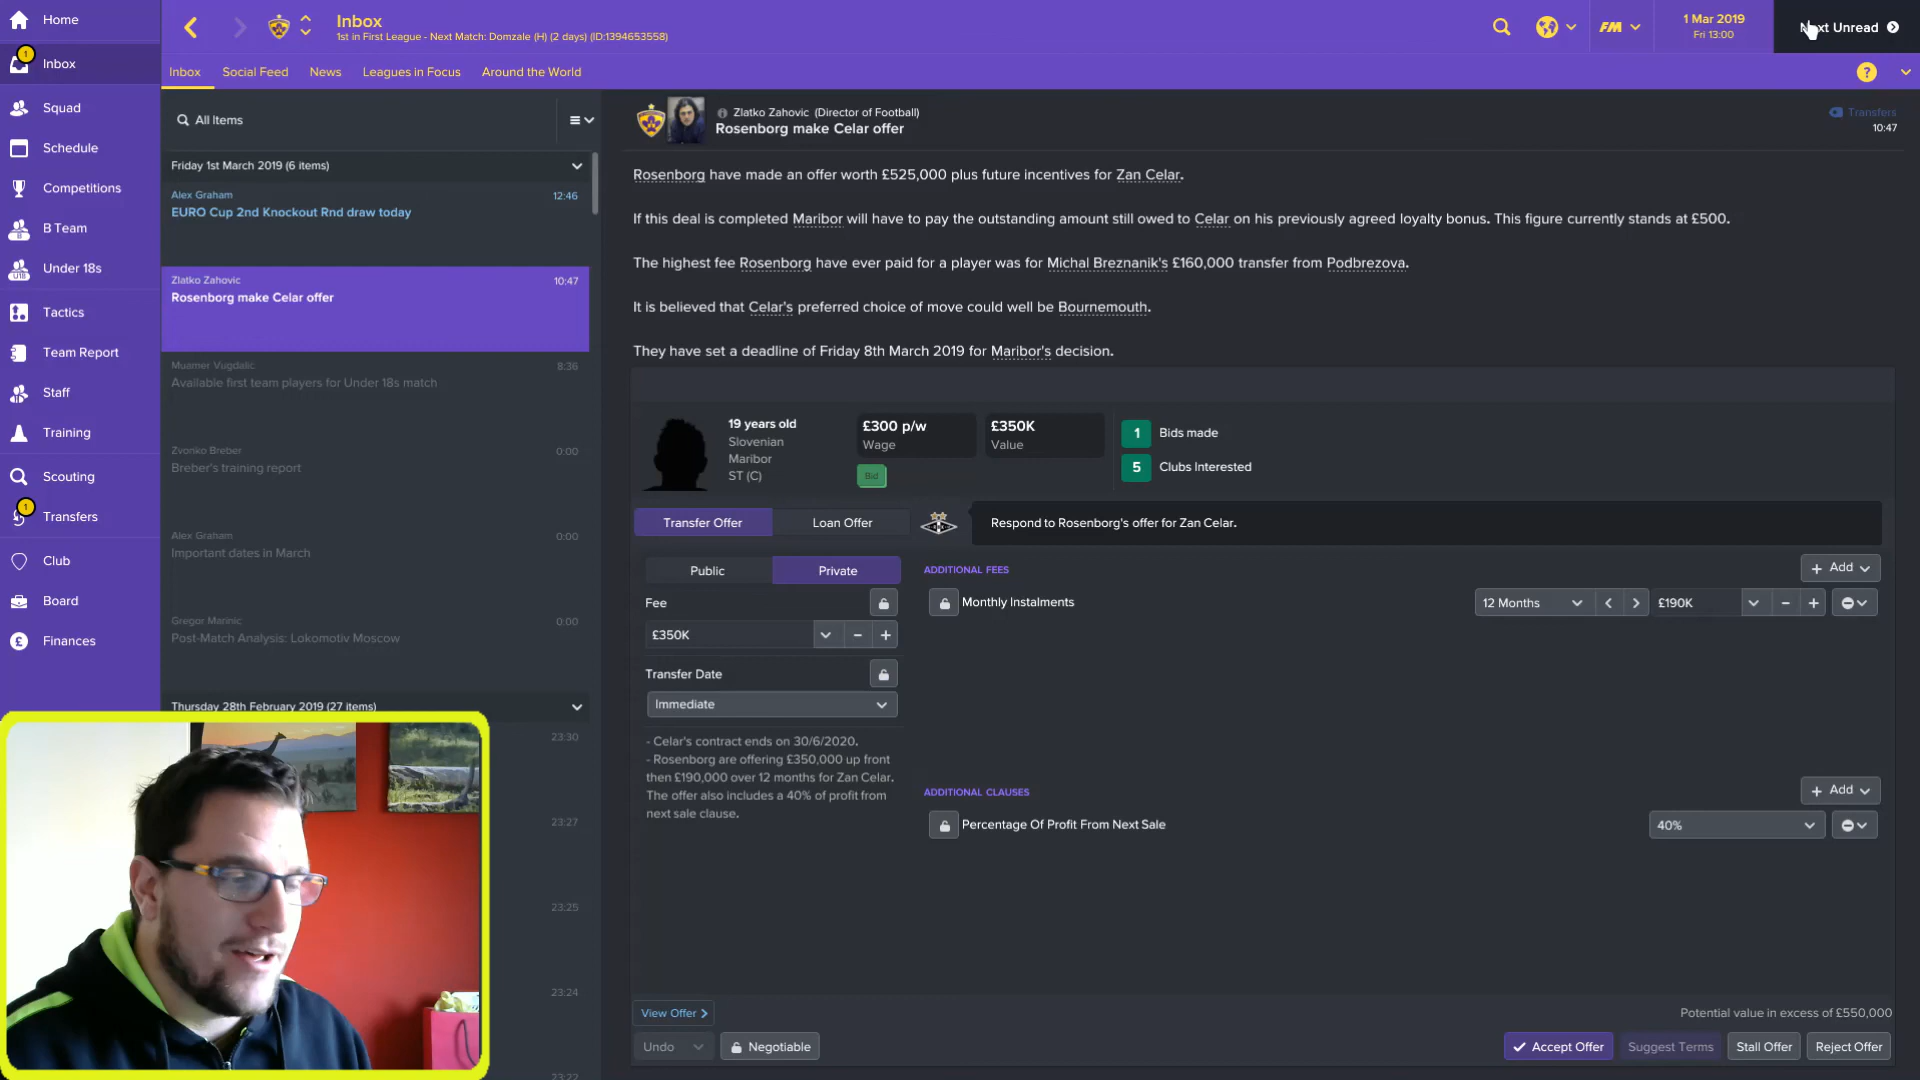 Home
Inbox
1
Squad
Schedule
Competitions
B Team
Under 18s
Tactics
Team Report
Staff
Training
Scouting
1
Transfers
Club
Board
Finances
Inbox
1st in First League - Next Match: Domzale (H) (2 days) (ID:1394653558)
FM
1 Mar 2019
Fri 13:00
Next Unread
Inbox
Social Feed
News
Leagues in Focus
Around the World
?
All Items
Friday 1st March 2019 (6 items)
Alex Graham
12:46
EURO Cup 2nd Knockout Rnd draw today
Zlatko Zahovic
10:47
Rosenborg make Celar offer
Muamer Vugdalic
8:36
Available first team players for Under 18s match
Zvonko Breber
0:00
Breber's training report
Alex Graham
0:00
Important dates in March
Gregor Marinic
0:00
Post-Match Analysis: Lokomotiv Moscow
Thursday 28th February 2019 (27 items)
23:30
23:27
23:25
23:24
23:22
Zlatko Zahovic (Director of Football)
Rosenborg make Celar offer
Transfers
10:47
Rosenborg have made an offer worth £525,000 plus future incentives for Zan Celar.
If this deal is completed Maribor will have to pay the outstanding amount still owed to Celar on his previously agreed loyalty bonus. This figure currently stands at £500.
The highest fee Rosenborg have ever paid for a player was for Michal Breznanik's £160,000 transfer from Podbrezova.
It is believed that Celar's preferred choice of move could well be Bournemouth.
They have set a deadline of Friday 8th March 2019 for Maribor's decision.
19 years old
Slovenian
Maribor
ST (C)
£300 p/w
Wage
Bid
£350K
Value
1 Bids made
5 Clubs Interested
Transfer Offer
Loan Offer
Respond to Rosenborg's offer for Zan Celar.
Public
Private
Fee
£350K
Transfer Date
Immediate
- Celar's contract ends on 30/6/2020.
- Rosenborg are offering £350,000 up front
then £190,000 over 12 months for Zan Celar.
The offer also includes a 40% of profit from
next sale clause.
ADDITIONAL FEES
+ Add
Monthly Instalments
12 Months
£190K
ADDITIONAL CLAUSES
+ Add
Percentage Of Profit From Next Sale
40%
View Offer
Potential value in excess of £550,000
Undo
Negotiable
Accept Offer
Suggest Terms
Stall Offer
Reject Offer